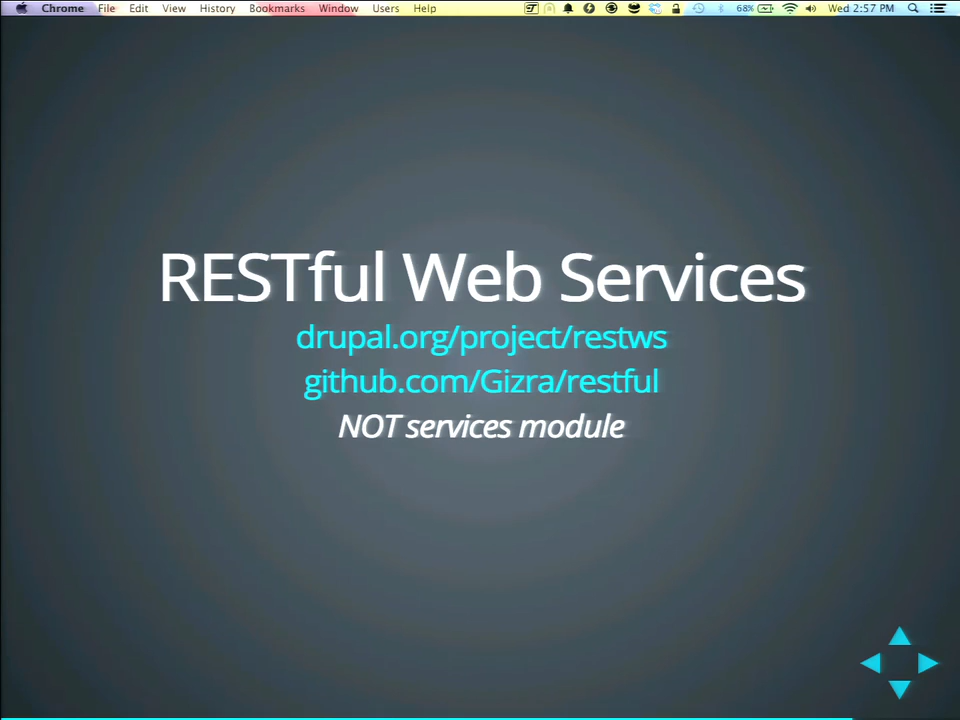 Chrome File Edit View History Bookmarks Window Users Help 68% Wed 2:57 PM
RESTful Web Services
drupal.org/project/restws
github.com/Gizra/restful
NOT services module